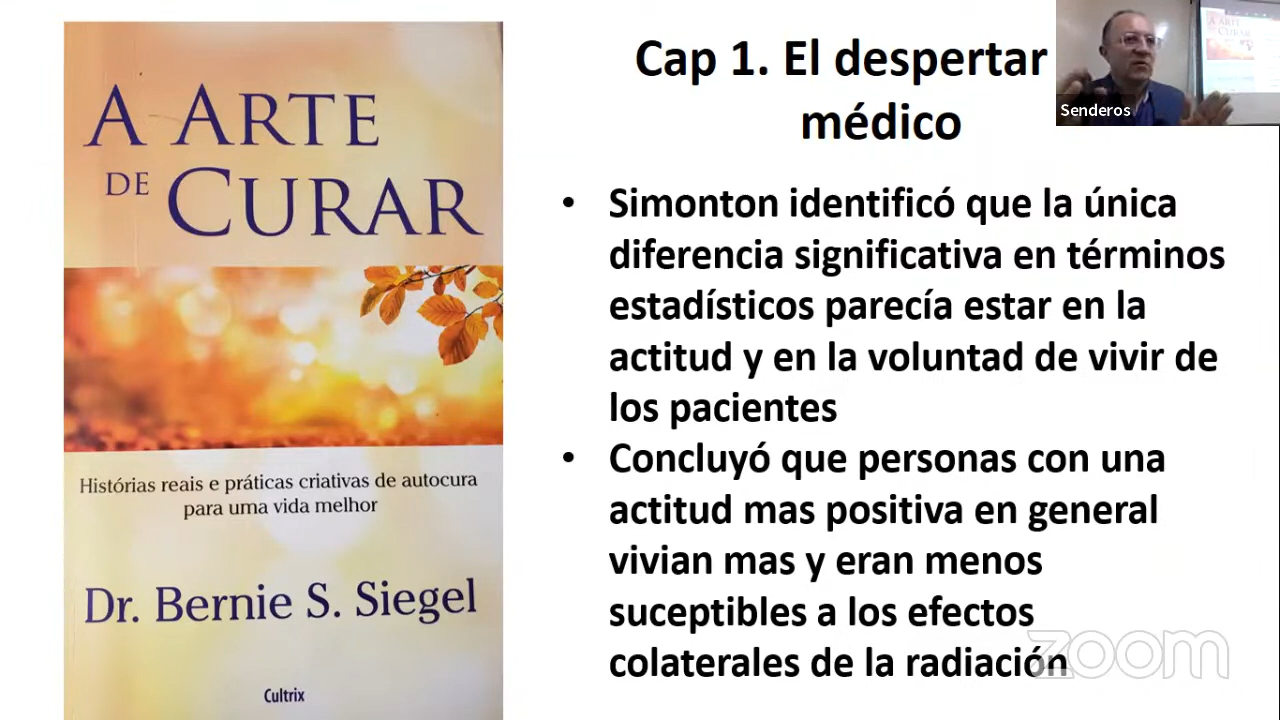 A ARTE
DE CURAR
Histórias reais e práticas criativas de autocura
para uma vida melhor
Dr. Bernie S. Siegel
Cultrix
Cap 1. El despertar
médico
Senderos
• Simonton identificó que la única
diferencia significativa en términos
estadísticos parecía estar en la
actitud y en la voluntad de vivir de
los pacientes
• Concluyó que personas con una
actitud mas positiva en general
vivian mas y eran menos
suceptibles a los efectos
colaterales de la radiación
zoom